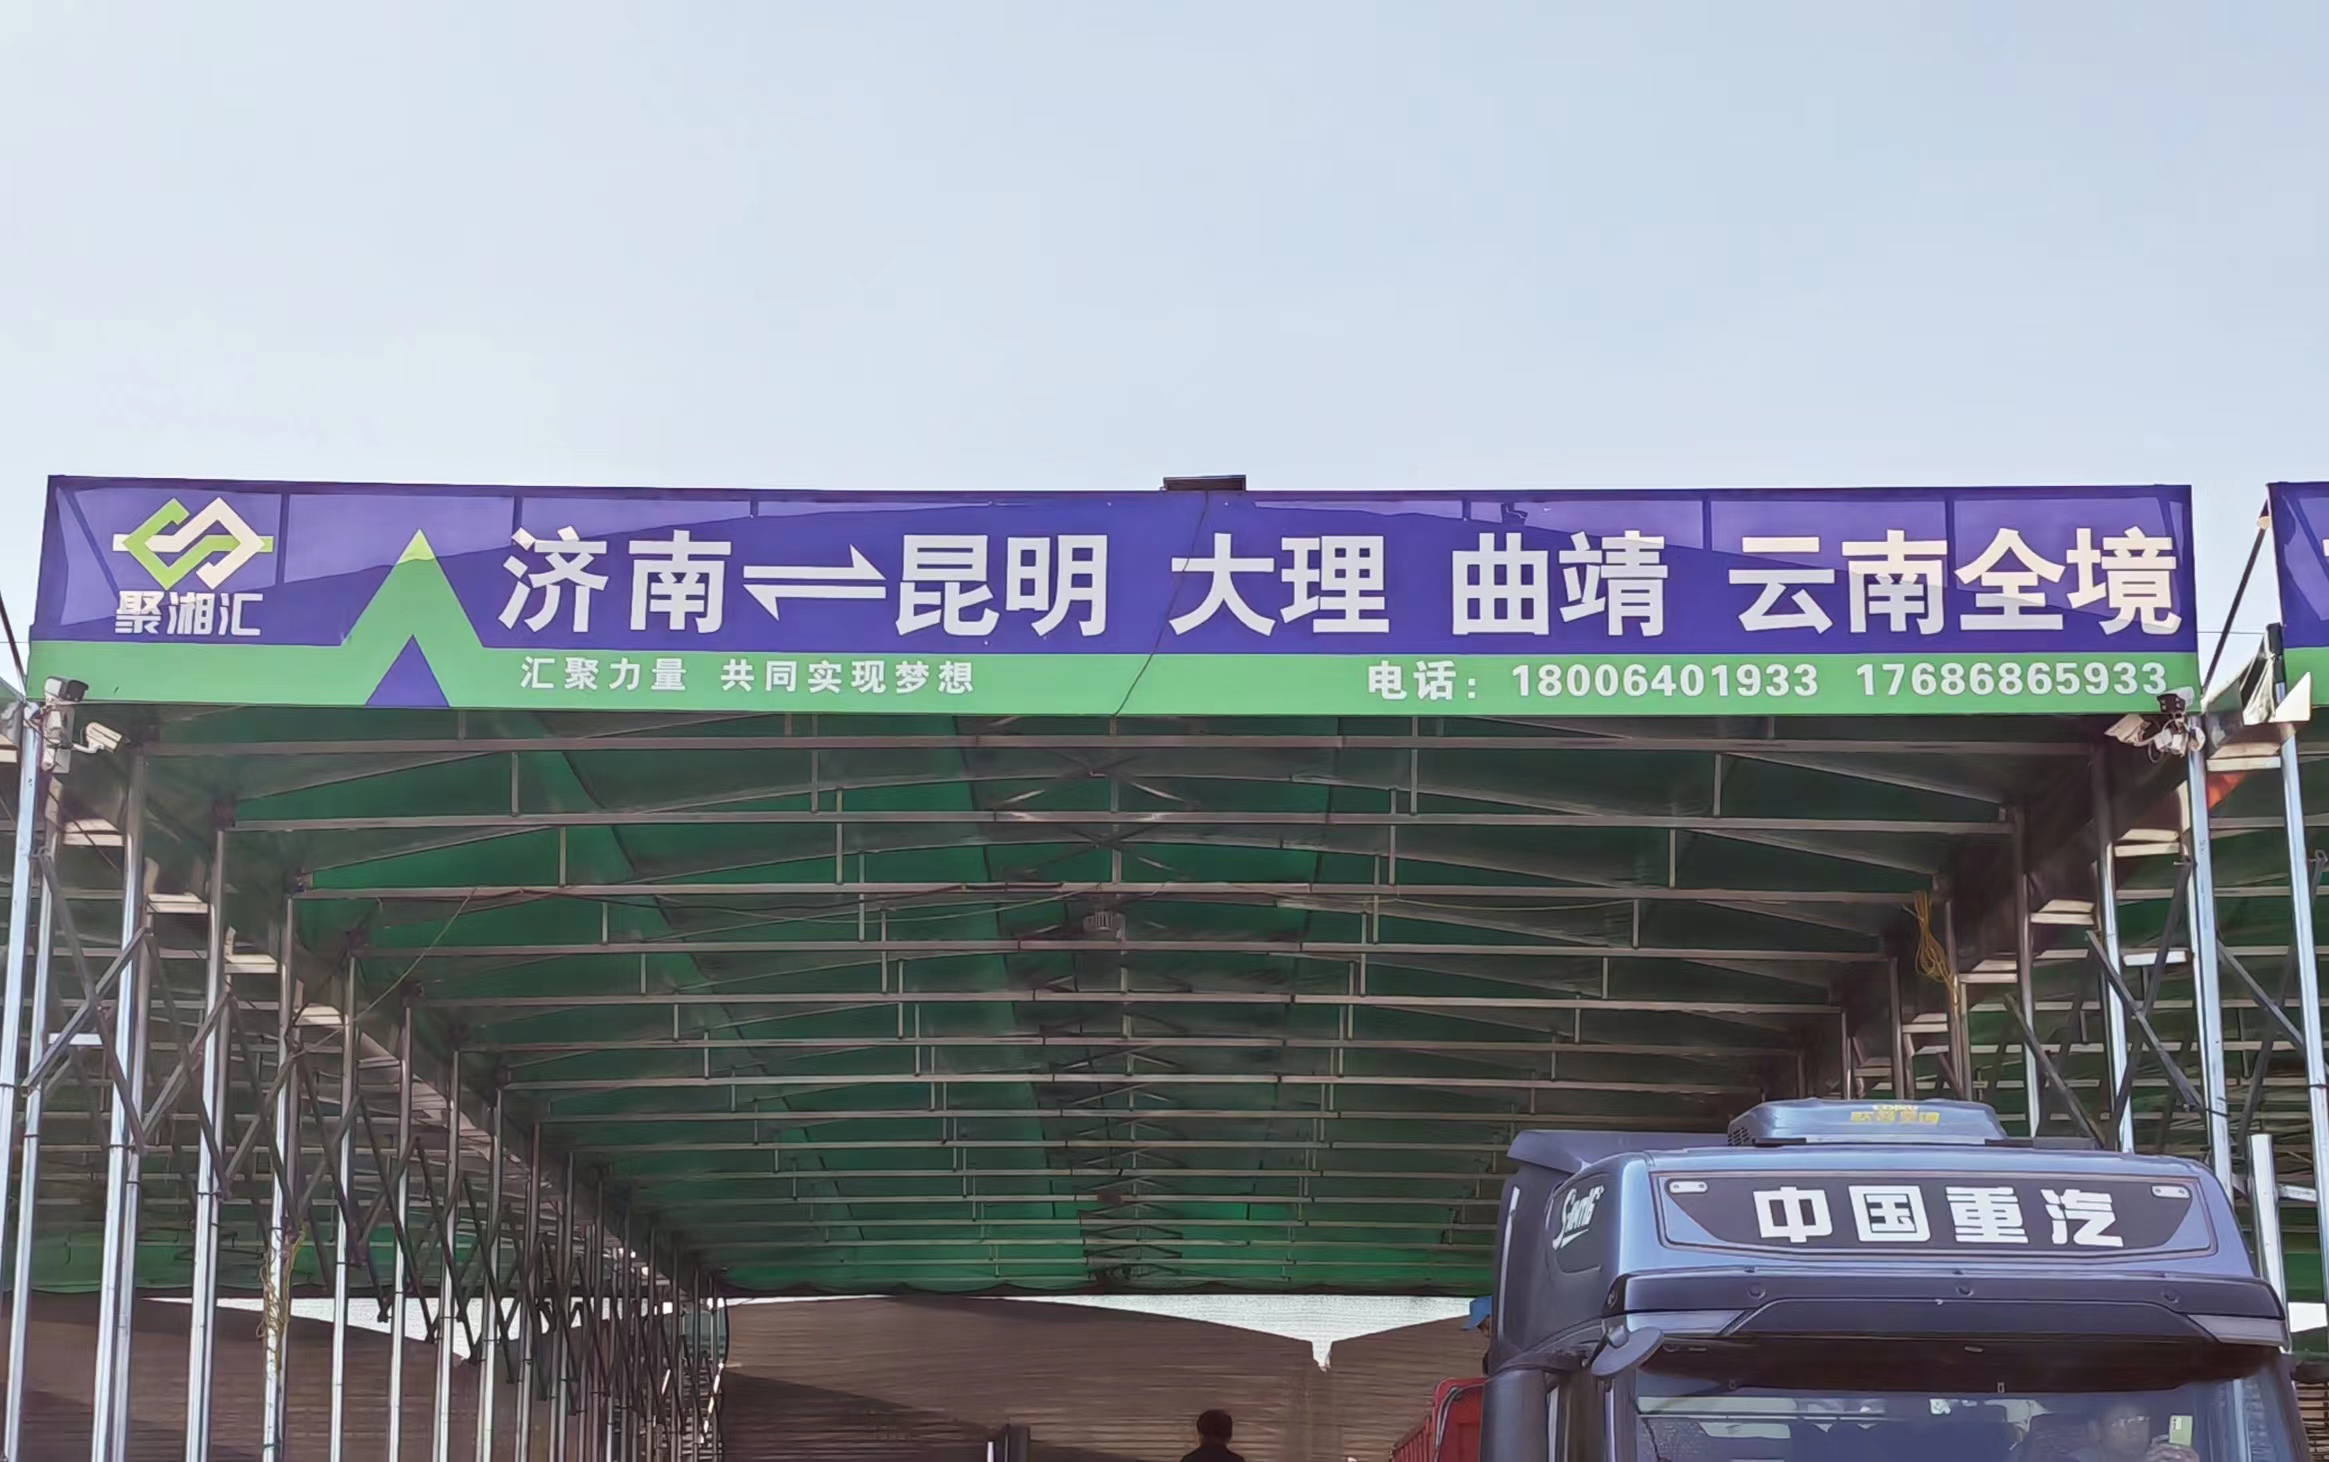 聚湘汇
济南⇌昆明 大理 曲靖 云南全境
汇聚力量 共同实现梦想
电话：18006401933 17686865933
中国重汽